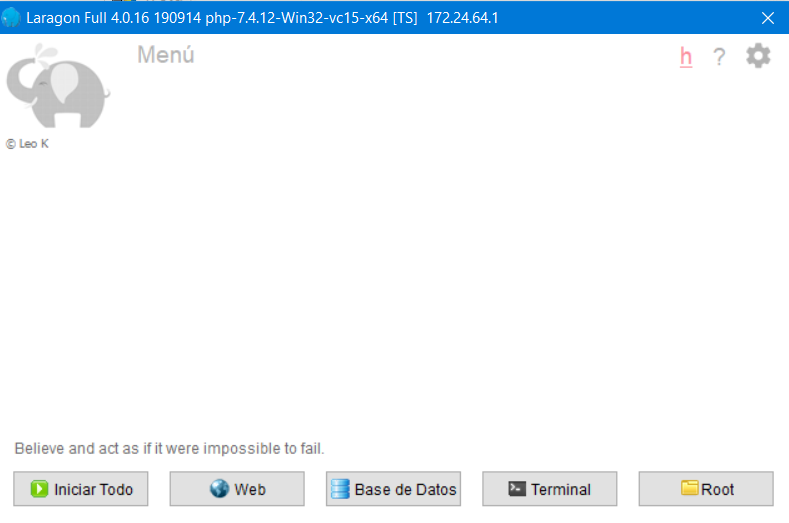 Laragon Full 4.0.16 190914 php-7.4.12-Win32-vc15-x64 [TS] 172.24.64.1
Menú
h ?
© Leo K
Believe and act as if it were impossible to fail.
Iniciar Todo
Web
Base de Datos
Terminal
Root